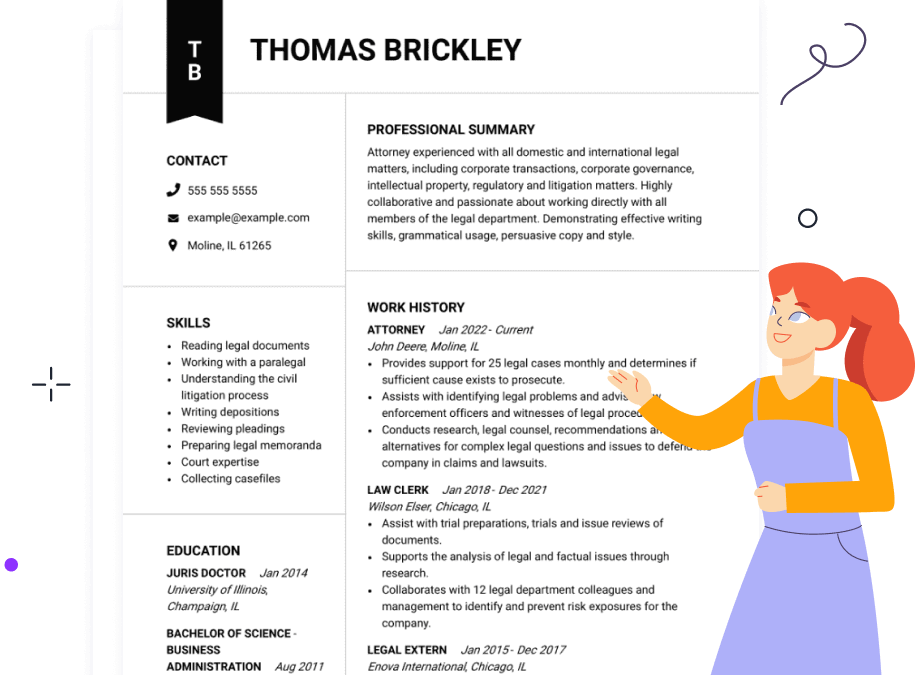 T
B
THOMAS BRICKLEY
CONTACT
555 555 5555
example@example.com
Moline, IL 61265
SKILLS
• Reading legal documents
• Working with a paralegal
• Understanding the civil
litigation process
• Writing depositions
• Reviewing pleadings
• Preparing legal memoranda
• Court expertise
• Collecting casefiles
EDUCATION
JURIS DOCTOR Jan 2014
University of Illinois,
Champaign, IL
BACHELOR OF SCIENCE -
BUSINESS
ADMINISTRATION Aug 2011
PROFESSIONAL SUMMARY
Attorney experienced with all domestic and international legal
matters, including corporate transactions, corporate governance,
intellectual property, regulatory and litigation matters. Highly
collaborative and passionate about working directly with all
members of the legal department. Demonstrating effective writing
skills, grammatical usage, persuasive copy and style.
WORK HISTORY
ATTORNEY Jan 2022 - Current
John Deere, Moline, IL
• Provides support for 25 legal cases monthly and determines if
sufficient cause exists to prosecute.
• Assists with identifying legal problems and
enforcement officers and witnesses of legal
• Conducts research, legal counsel, recommendations
alternatives for complex legal questions and issues to defend
company in claims and lawsuits.
LAW CLERK Jan 2018 - Dec 2021
Wilson Elser, Chicago, IL
• Assist with trial preparations, trials and issue reviews of
documents.
• Supports the analysis of legal and factual issues through
research.
• Collaborates with 12 legal department colleagues and
management to identify and prevent risk exposures for the
company.
LEGAL EXTERN Jan 2015 - Dec 2017
Enova International, Chicago, IL